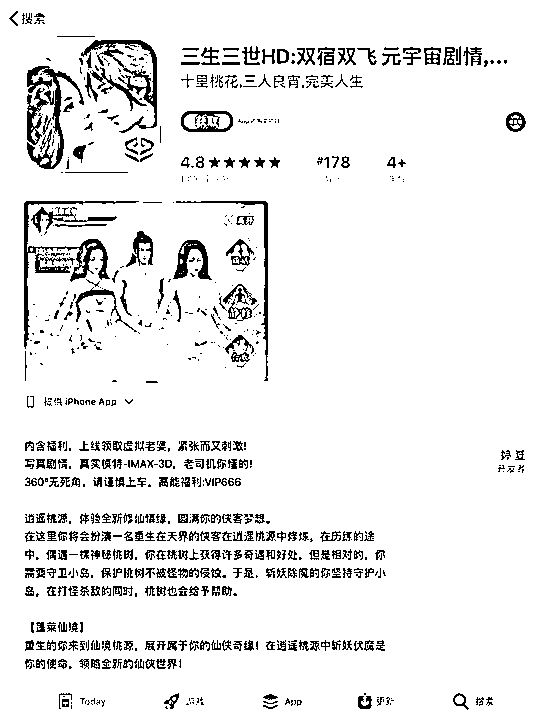 搜索
三生三世HD:双宿双飞 元宇宙剧情,...
十里桃花,三人良宵,完美人生
获取
4.8 ★★★★★
#178
4+
提供 iPhone App
内含福利，上线领取虚拟老婆，紧张而又刺激!
写真剧情，真实模特-IMAX-3D，老司机你懂的!
360°无死角，请谨慎上车，高能福利:VIP666
婷 豆
开发者
逍遥桃源，体验全新修仙情缘，圆满你的侠客梦想。
在这里你将会扮演一名重生在天界的侠客在逍遥桃源中修炼，在历练的途
中，偶遇一棵神秘桃树，你在桃树上获得许多奇遇和好处，但是相对的，你
需要守卫小岛，保护桃树不被怪物的侵蚀。于是，斩妖除魔的你坚持守护小
岛，在打怪杀敌的同时，桃树也会给予帮助。
【蓬莱仙境】
重生的你来到仙境桃源，展开属于你的仙侠奇缘！在逍遥桃源中斩妖伏魔是
你的使命，领略全新的仙侠世界！
Today
游戏
App
更新
搜索